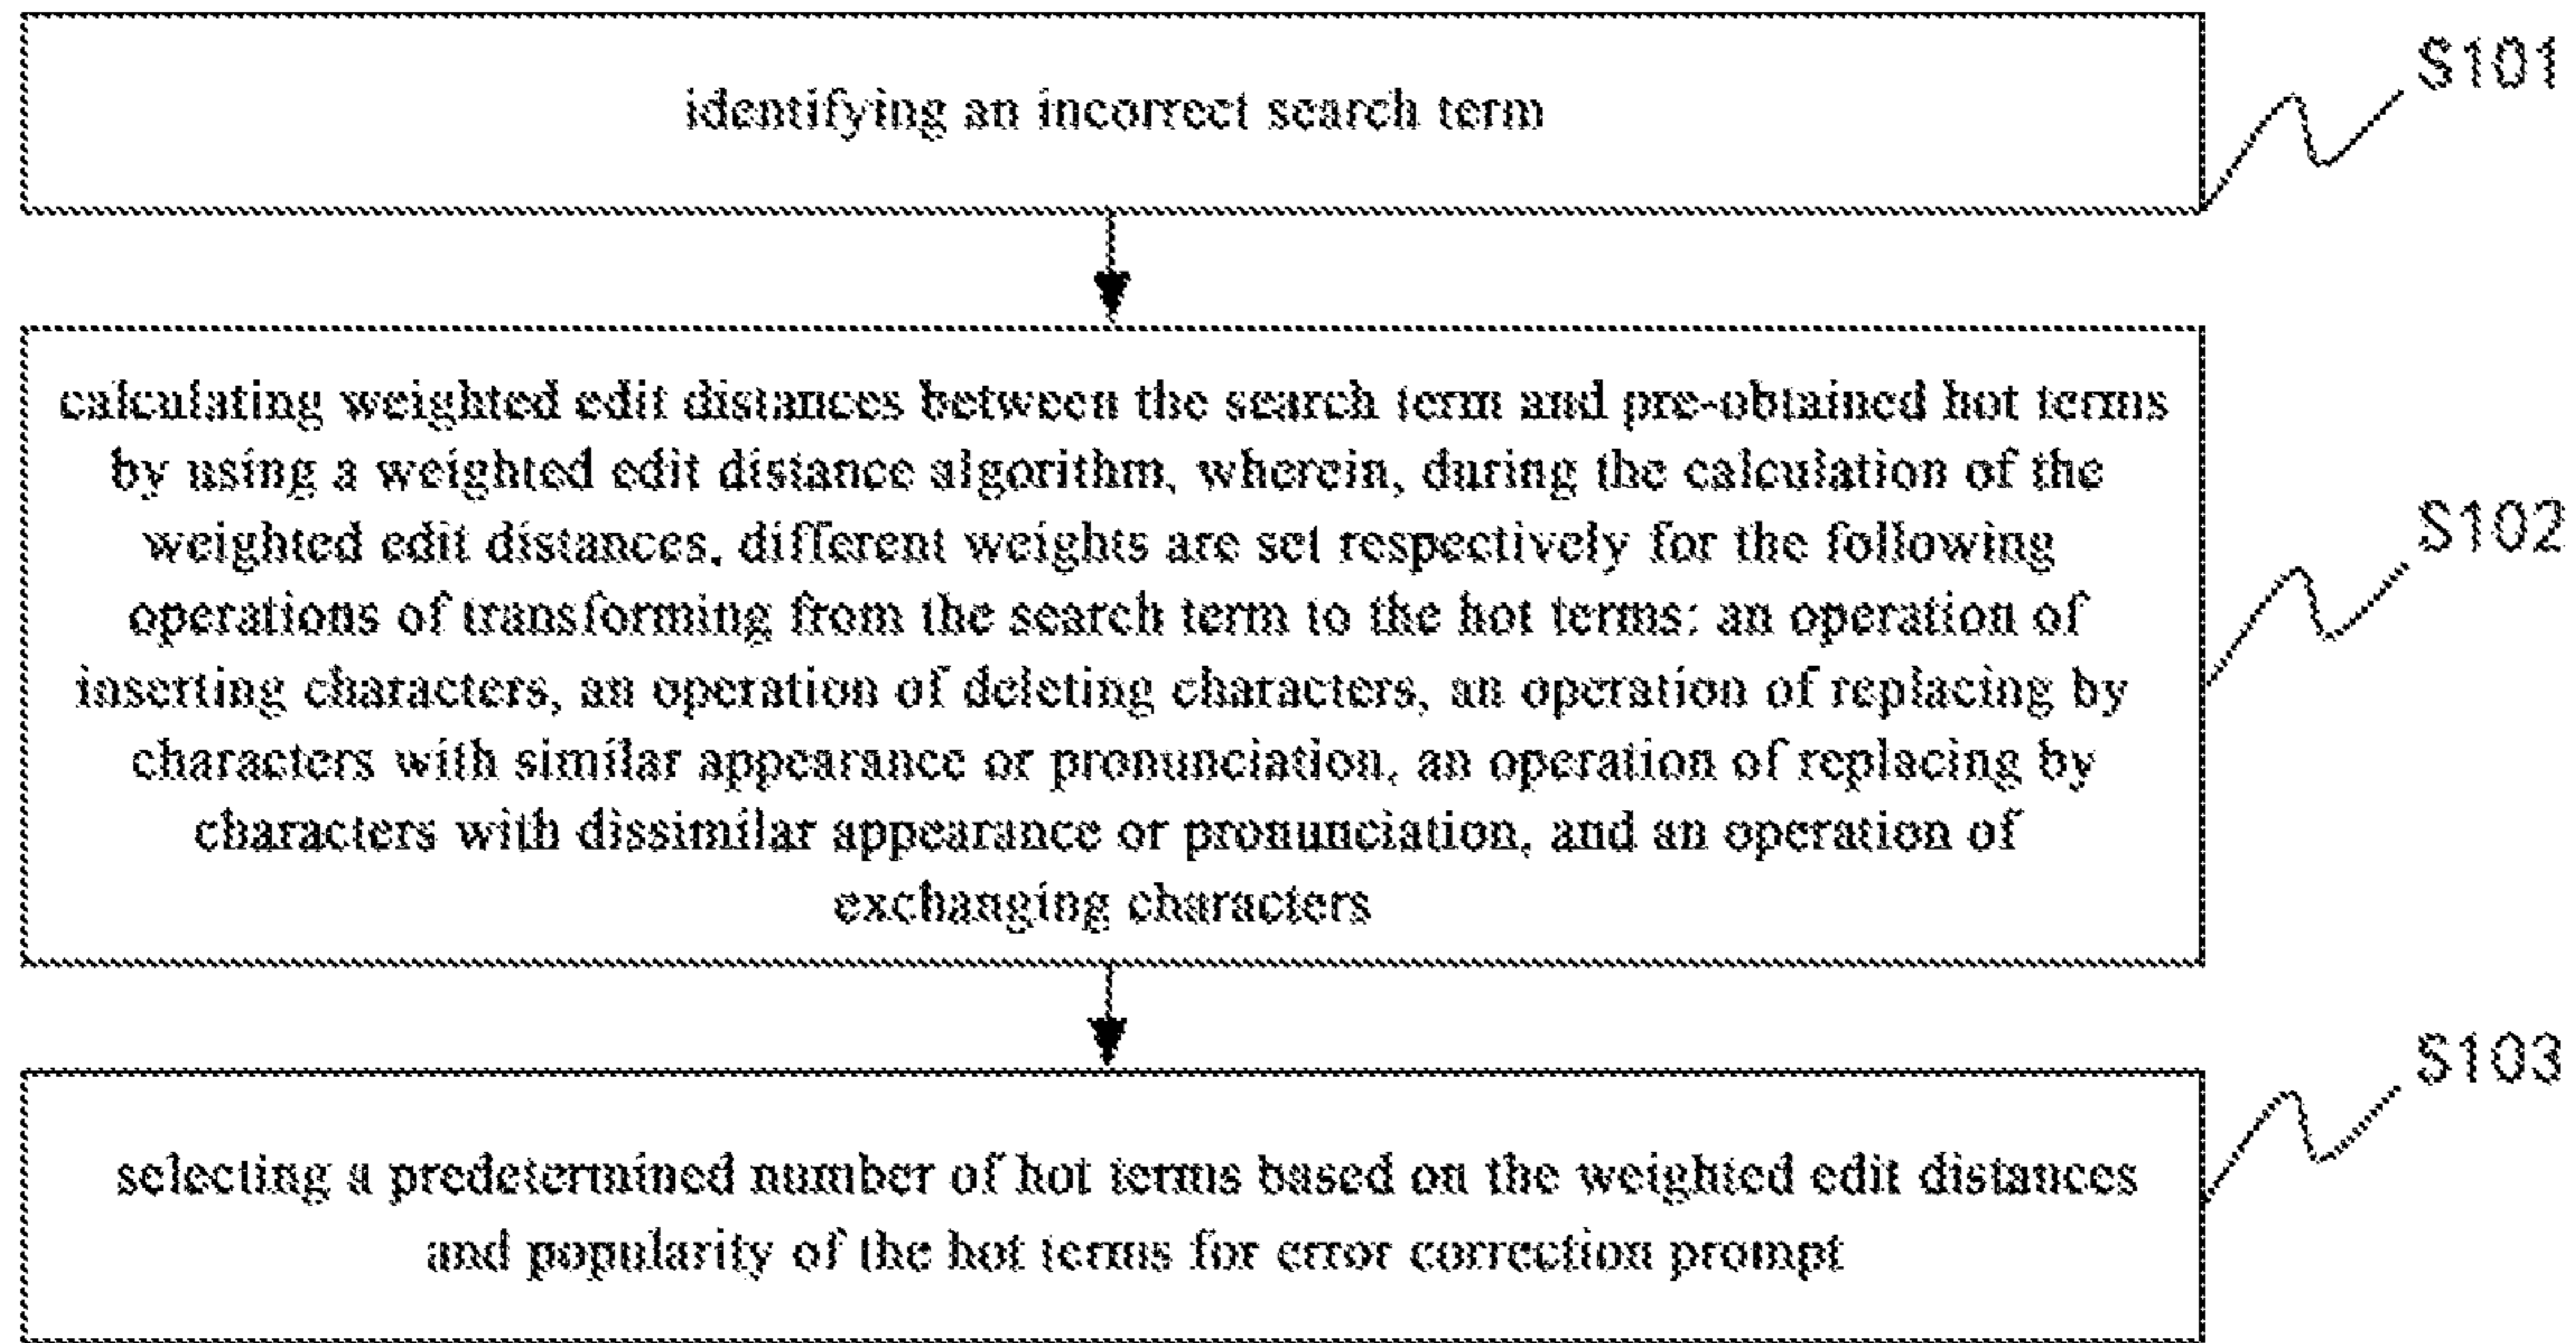 identifying an incorrect search term
S101
calculating weighted edit distances between the search term and pre-obtained hot terms
by using a weighted edit distance algorithm, wherein, during the calculation of the
weighted edit distances, different weights are set respectively for the following
operations of transforming from the search term to the hot terms: an operation of
inserting characters, an operation of deleting characters, an operation of replacing by
characters with similar appearance or pronunciation, an operation of replacing by
characters with dissimilar appearance or pronunciation, and an operation of
exchanging characters
S102
selecting a predetermined number of hot terms based on the weighted edit distances
and popularity of the hot terms for error correction prompt
S103